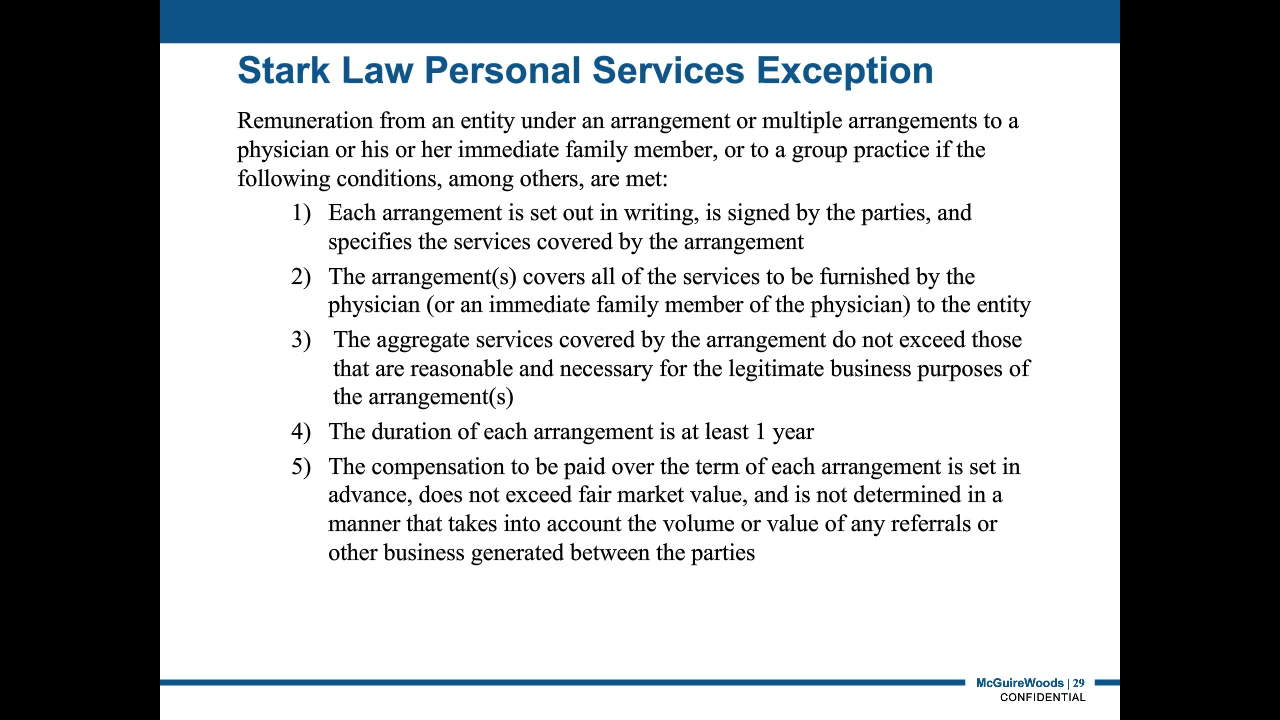 Stark Law Personal Services Exception
Remuneration from an entity under an arrangement or multiple arrangements to a
physician or his or her immediate family member, or to a group practice if the
following conditions, among others, are met:
1) Each arrangement is set out in writing, is signed by the parties, and
specifies the services covered by the arrangement
2) The arrangement(s) covers all of the services to be furnished by the
physician (or an immediate family member of the physician) to the entity
3) The aggregate services covered by the arrangement do not exceed those
that are reasonable and necessary for the legitimate business purposes of
the arrangement(s)
4) The duration of each arrangement is at least 1 year
5) The compensation to be paid over the term of each arrangement is set in
advance, does not exceed fair market value, and is not determined in a
manner that takes into account the volume or value of any referrals or
other business generated between the parties
McGuireWoods | 29
CONFIDENTIAL